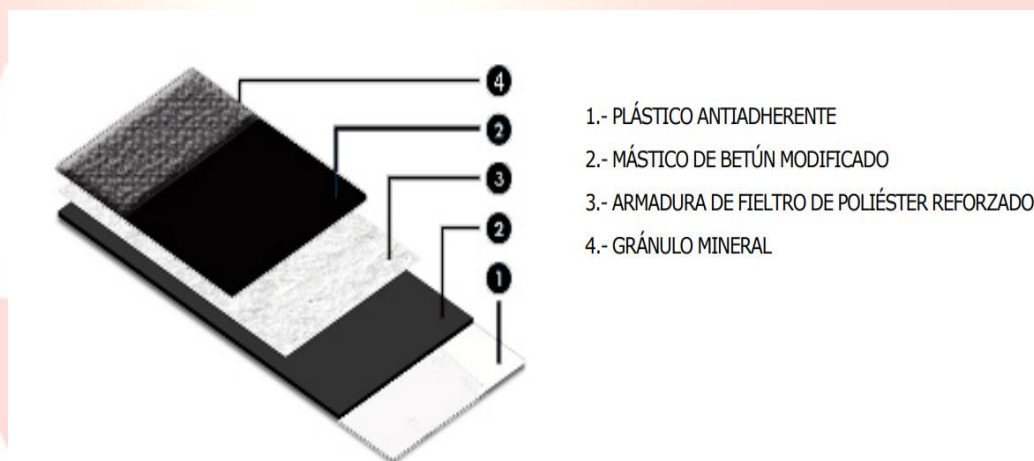 4
2
3
2
1
1.- PLÁSTICO ANTIADHERENTE
2.- MÁSTICO DE BETÚN MODIFICADO
3.- ARMADURA DE FIELTRO DE POLIÉSTER REFORZADO
4.- GRÁNULO MINERAL